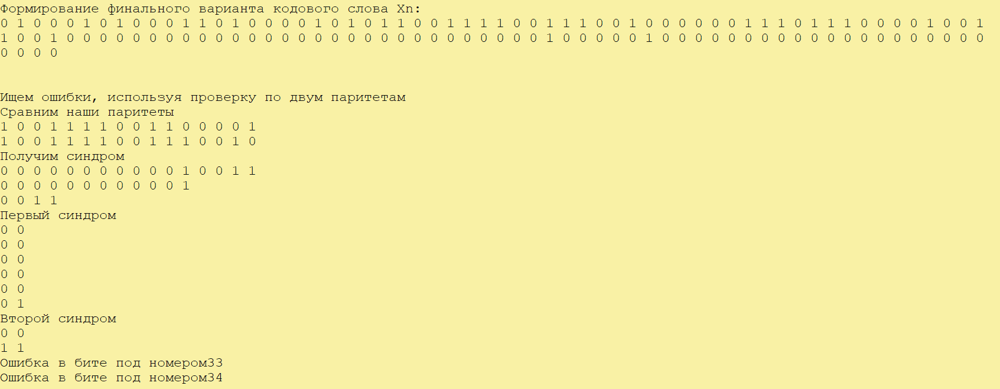 Формирование финального варианта кодового слова Xn:
0 1 0 0 0 1 0 1 0 0 0 1 1 0 1 0 0 0 0 1 0 1 0 1 1 0 0 1 1 1 1 0 0 1 1 1 0 0 1 0 0 0 0 0 0 1 1 1 0 1 1 1 0 0 0 0 1 0 0 1
1 0 0 1 0 0 0 0 0 0 0 0 0 0 0 0 0 0 0 0 0 0 0 0 0 0 0 0 0 0 0 0 0 1 0 0 0 0 0 1 0 0 0 0 0 0 0 0 0 0 0 0 0 0 0 0 0 0 0 0
0 0 0 0
Ищем ошибки, используя проверку по двум паритетам
Сравним наши паритеты
1 0 0 1 1 1 1 0 0 1 1 0 0 0 0 1
1 0 0 1 1 1 1 0 0 1 1 1 0 0 1 0
Получим синдром
0 0 0 0 0 0 0 0 0 0 0 1 0 0 1 1
0 0 0 0 0 0 0 0 0 0 0 1
0 0 1 1
Первый синдром
0 0
0 0
0 0
0 0
0 0
0 1
Второй синдром
0 0
1 1
Ошибка в бите под номером33
Ошибка в бите под номером34